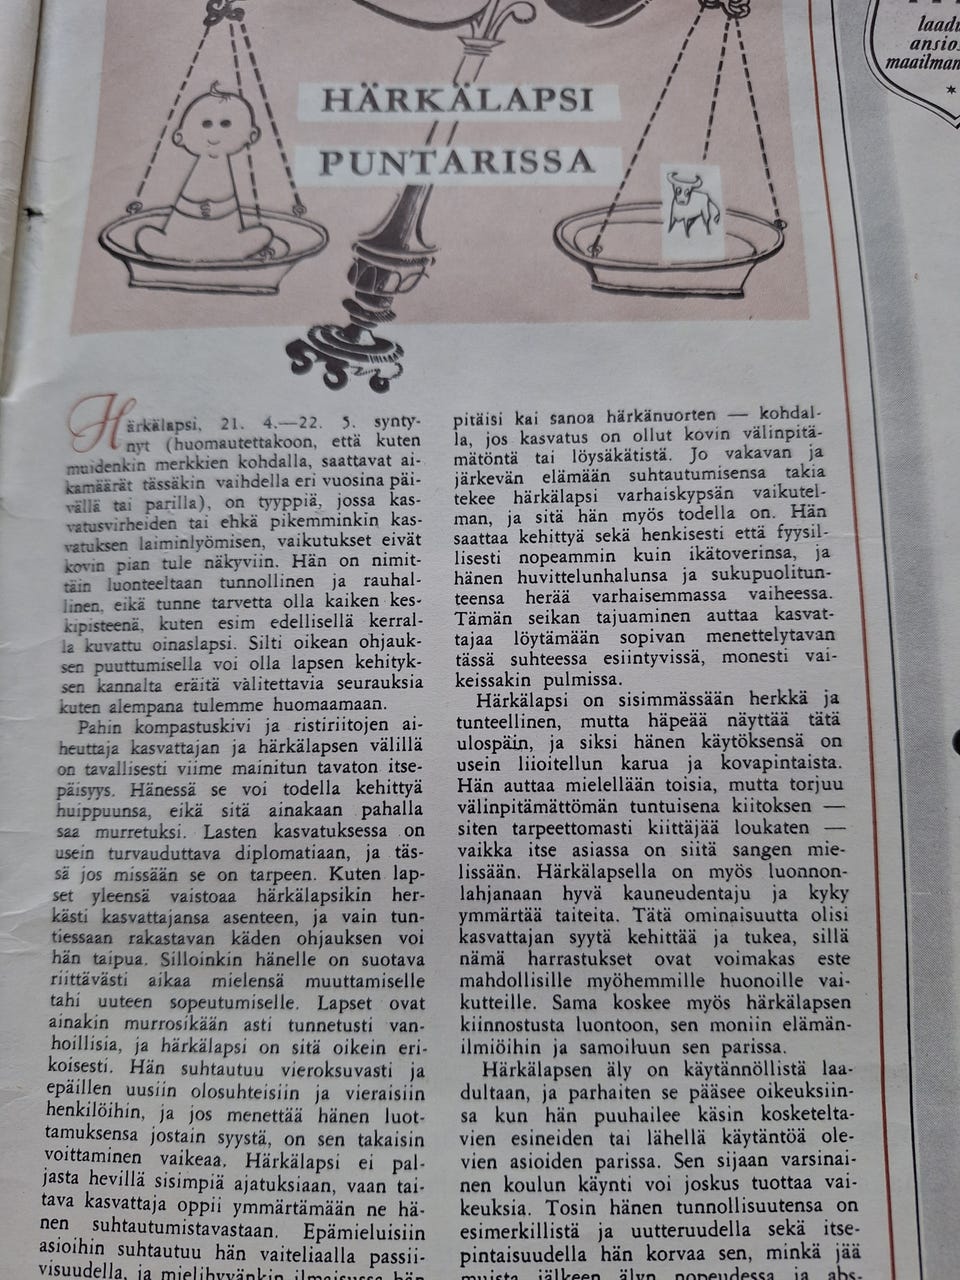 laadu
ansios
maailman
HÄRKÄLAPSI
PUNTARISSA
Härkälapsi, 21. 4.—22. 5. synty-
nyt (huomautettakoon, että kuten
muidenkin merkkien kohdalla, saattavat ai-
kamäärät tässäkin vaihdella eri vuosina päi-
vällä tai parilla), on tyyppiä, jossa kas-
vatusvirheiden tai ehkä pikemminkin kas-
vatuksen laiminlyömisen, vaikutukset eivät
kovin pian tule näkyviin. Hän on nimit-
täin luonteeltaan tunnollinen ja rauhal-
linen, eikä tunne tarvetta olla kaiken kes-
kipisteenä, kuten esim edellisellä kerral-
la kuvattu oinaslapsi. Silti oikean ohjauk-
sen puuttumisella voi olla lapsen kehityk-
sen kannalta eräitä valitettavia seurauksia
kuten alempana tulemme huomaamaan.
Pahin kompastuskivi ja ristiriitojen ai-
heuttaja kasvattajan ja härkälapsen välillä
on tavallisesti viime mainitun tavaton itse-
päisyys. Hänessä se voi todella kehittyä
huippuunsa, eikä sitä ainakaan pahalla
saa murretuksi. Lasten kasvatuksessa on
usein turvauduttava diplomatiaan, ja täs-
sä jos missään se on tarpeen. Kuten lap-
set yleensä vaistoaa härkälapsikin her-
kästi kasvattajansa asenteen, ja vain tun-
tiessaan rakastavan käden ohjauksen voi
hän taipua. Silloinkin hänelle on suotava
riittävästi aikaa mielensä muuttamiselle
tahi uuteen sopeutumiselle. Lapset ovat
ainakin murrosikään asti tunnetusti van-
hoillisia, ja härkälapsi on sitä oikein eri-
koisesti. Hän suhtautuu vieroksuvasti ja
epäillen uusiin olosuhteisiin ja vieraisiin
henkilöihin, ja jos menettää hänen luot-
tamuksensa jostain syystä, on sen takaisin
voittaminen vaikeaa. Härkälapsi ei pal-
jasta hevillä sisimpiä ajatuksiaan, vaan tai-
tava kasvattaja oppii ymmärtämään ne hä-
nen suhtautumistavastaan. Epämieluisiin
asioihin suhtautuu hän vaiteliaalla passii-
visuudella, ja mielihyvänkin ilmaisussa hän
pitäisi kai sanoa härkänuorten — kohdal-
la, jos kasvatus on ollut kovin välinpitä-
mätöntä tai löysäkätistä. Jo vakavan ja
järkevän elämään suhtautumisensa takia
tekee härkälapsi varhaiskypsän vaikutel-
man, ja sitä hän myös todella on. Hän
saattaa kehittyä sekä henkisesti että fyysil-
lisesti nopeammin kuin ikätoverinsa, ja
hänen huvittelunhalunsa ja sukupuolitun-
teensa herää varhaisemmassa vaiheessa.
Tämän seikan tajuaminen auttaa kasvat-
tajaa löytämään sopivan menettelytavan
tässä suhteessa esiintyvissä, monesti vai-
keissakin pulmissa.
Härkälapsi on sisimmässään herkkä ja
tunteellinen, mutta häpeää näyttää tätä
ulospäin, ja siksi hänen käytöksensä on
usein liioitellun karua ja kovapintaista.
Hän auttaa mielellään toisia, mutta torjuu
välinpitämättömän tuntuisena kiitoksen —
siten tarpeettomasti kiittäjää loukaten —
vaikka itse asiassa on siitä sangen mie-
lissään. Härkälapsella on myös luonnon-
lahjanaan hyvä kauneudentaju ja kyky
ymmärtää taiteita. Tätä ominaisuutta olisi
kasvattajan syytä kehittää ja tukea, sillä
nämä harrastukset ovat voimakas este
mahdollisille myöhemmille huonoille vai-
kutteille. Sama koskee myös härkälapsen
kiinnostusta luontoon, sen moniin elämän-
ilmiöihin ja samoiluun sen parissa.
Härkälapsen äly on käytännöllistä laa-
dultaan, ja parhaiten se pääsee oikeuksiin-
sa kun hän puuhailee käsin kosketelta-
vien esineiden tai lähellä käytäntöä ole-
vien asioiden parissa. Sen sijaan varsinai-
nen koulun käynti voi joskus tuottaa vai-
keuksia. Tosin hänen tunnollisuutensa on
esimerkillistä ja uutteruudella sekä itse-
pintaisuudella hän korvaa sen, minkä jää
muista jälkeen älyn nopeudessa ja abs-